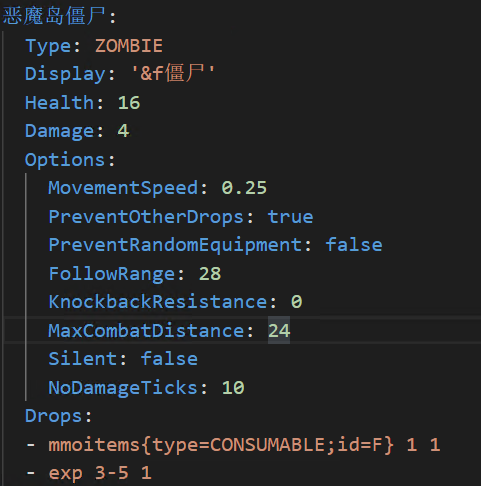 恶魔岛僵尸:
  Type: ZOMBIE
  Display: '&f僵尸'
  Health: 16
  Damage: 4
  Options:
    MovementSpeed: 0.25
    PreventOtherDrops: true
    PreventRandomEquipment: false
    FollowRange: 28
    KnockbackResistance: 0
    MaxCombatDistance: 24
    Silent: false
    NoDamageTicks: 10
  Drops:
  - mmoitems{type=CONSUMABLE;id=F} 1 1
  - exp 3-5 1